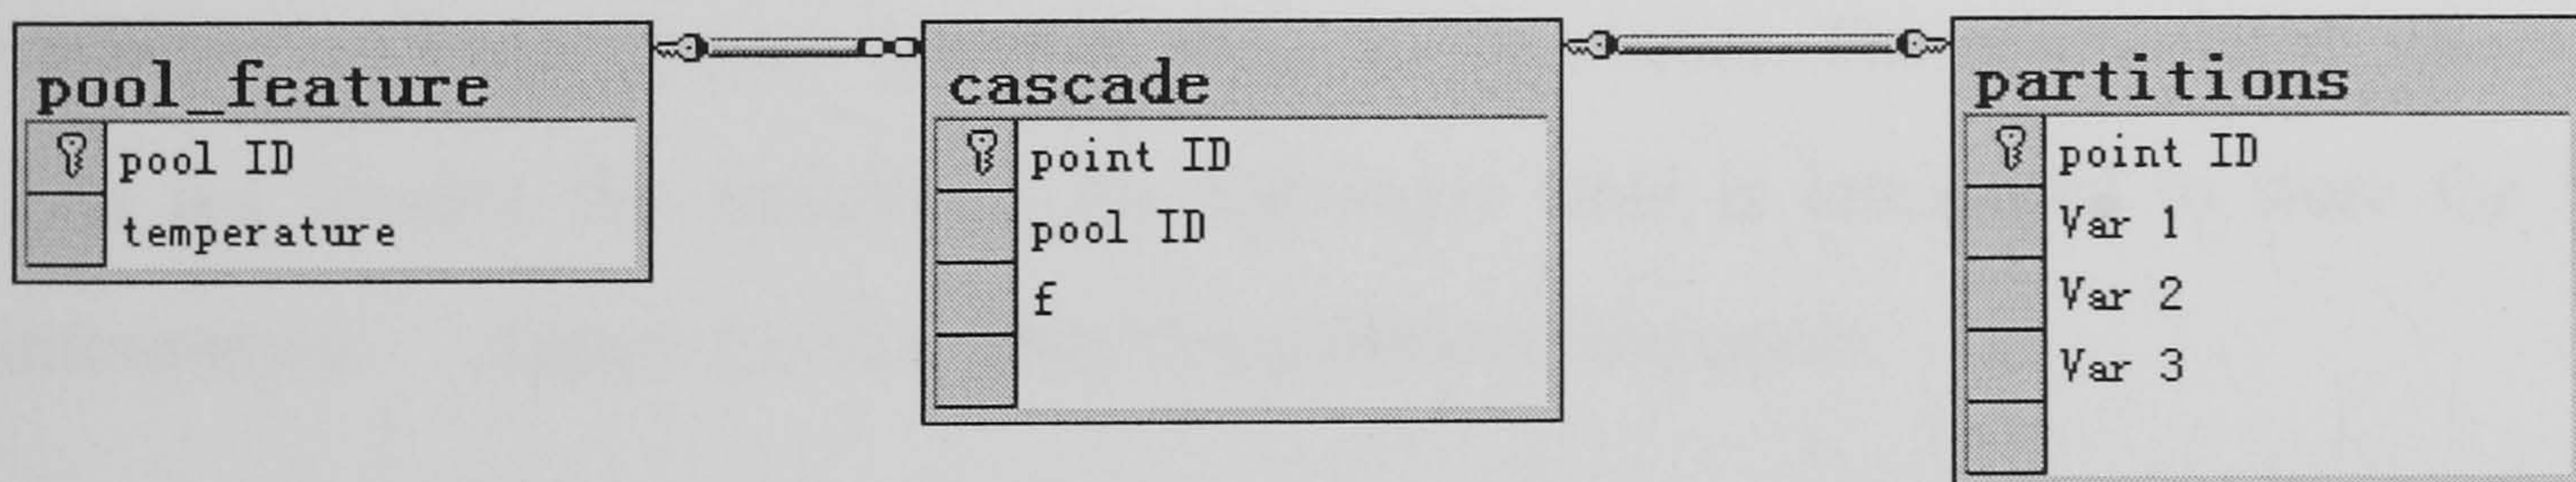 pool_feature
pool ID
temperature
cascade
point ID
pool ID
f
partitions
point ID
Var 1
Var 2
Var 3